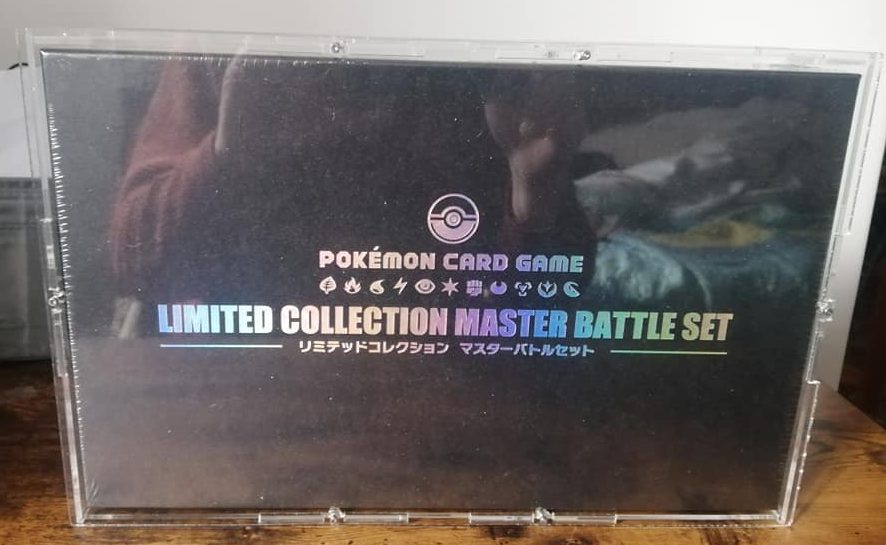 POKÉMON CARD GAME
LIMITED COLLECTION MASTER BATTLE SET
リミテッドコレクション マスターバトルセット